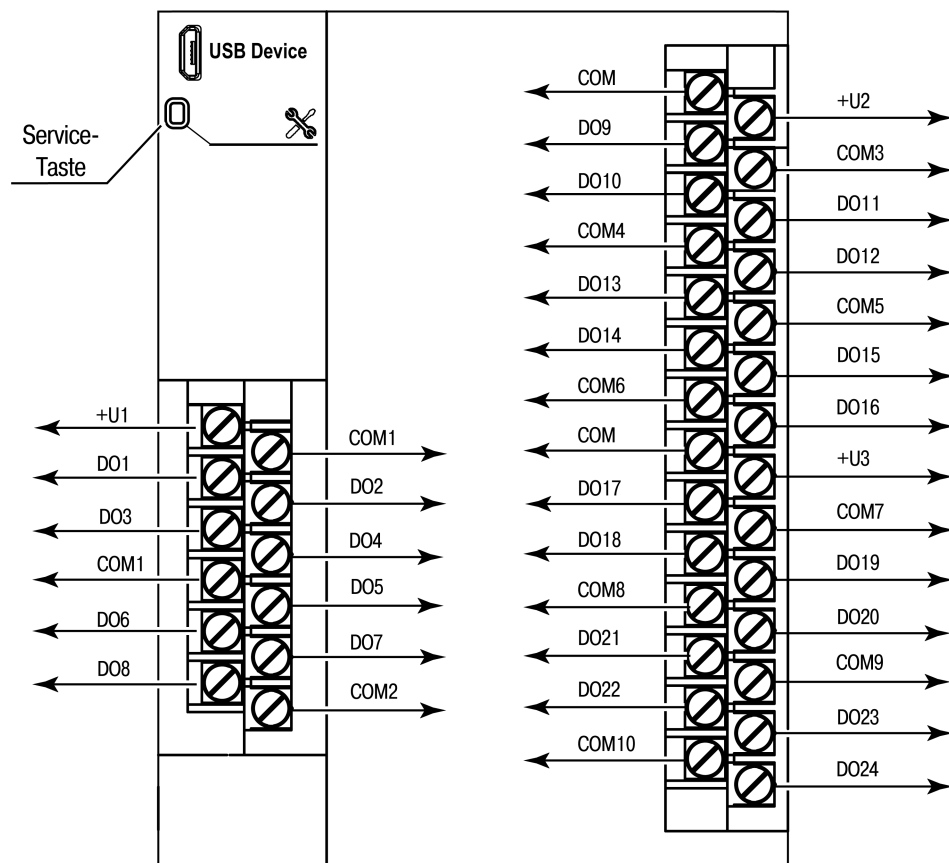 USB Device
Service-
Taste
+U1
COM1
DO1
DO2
DO3
DO4
COM1
DO5
DO6
DO7
DO8
COM2
COM
+U2
DO9
COM3
DO10
DO11
COM4
DO12
DO13
COM5
DO14
DO15
COM6
DO16
COM
+U3
DO17
COM7
DO18
DO19
COM8
DO20
DO21
COM9
DO22
DO23
COM10
DO24